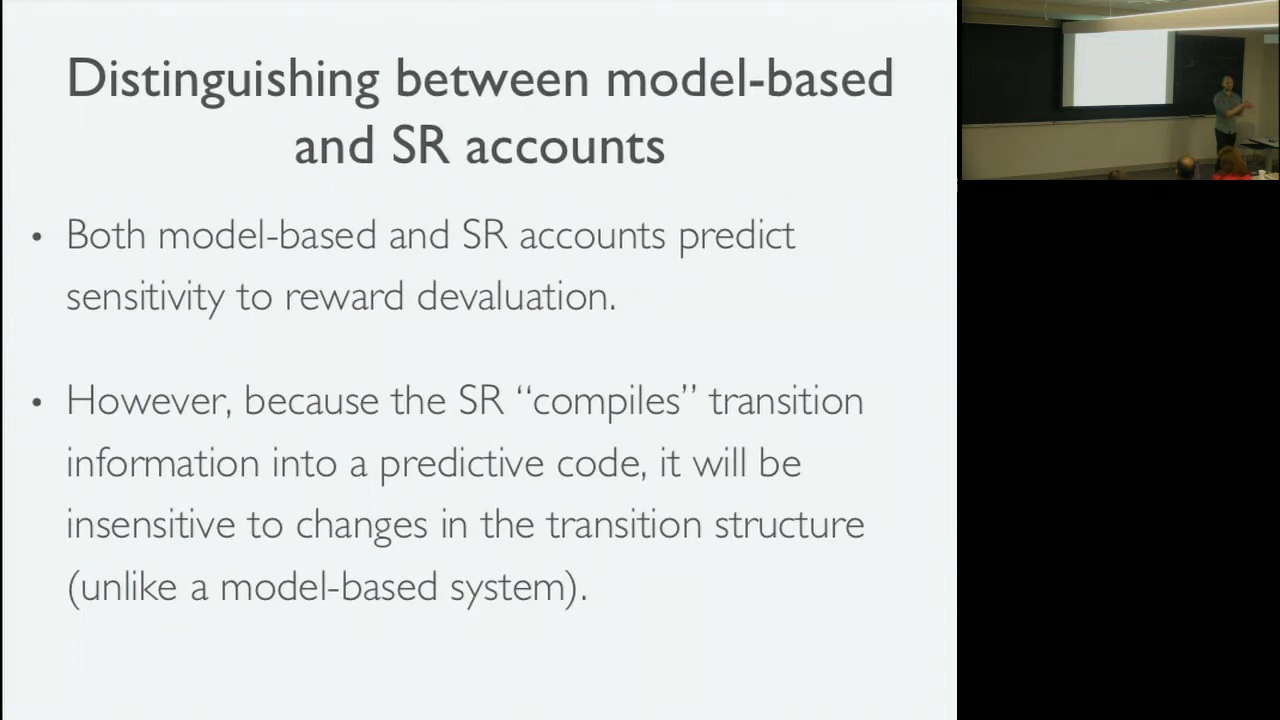 Distinguishing between model-based
and SR accounts
• Both model-based and SR accounts predict
sensitivity to reward devaluation.
• However, because the SR “compiles” transition
information into a predictive code, it will be
insensitive to changes in the transition structure
(unlike a model-based system).